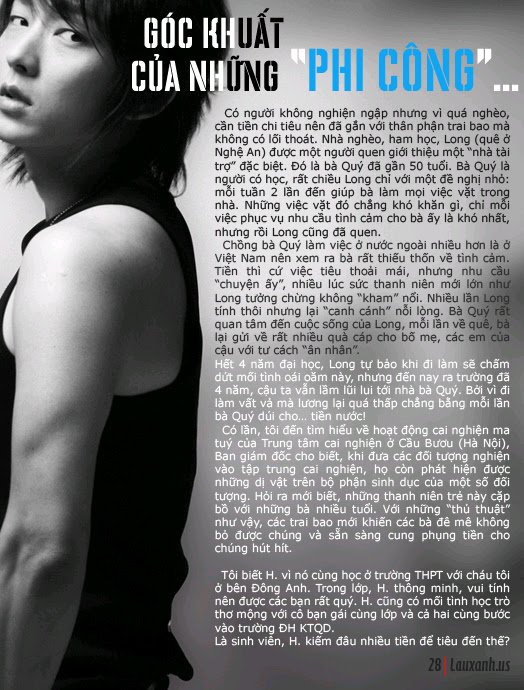 GÓC KHUẤT
CỦA NHỮNG "PHI CÔNG"...
Có người không nghiện ngập nhưng vì quá nghèo,
cần tiền chi tiêu nên đã gắn với thân phận trai bao mà
không có lối thoát. Nhà nghèo, ham học, Long (quê ở
Nghệ An) được một người quen giới thiệu một "nhà tài
trợ" đặc biệt. Đó là bà Quý đã gần 50 tuổi. Bà Quý là
người có học, rất chiều Long chỉ với một đề nghị nhỏ:
mỗi tuần 2 lần đến giúp bà làm mọi việc vặt trong
nhà. Những việc vặt đó chẳng khó khăn gì, chỉ mỗi
việc phục vụ nhu cầu tình cảm cho bà ấy là khó nhất,
nhưng rồi Long cũng đã quen.
Chồng bà Quý làm việc ở nước ngoài nhiều hơn là ở
Việt Nam nên xem ra bà rất thiếu thốn về tình cảm.
Tiền thì cứ việc tiêu thoải mái, nhưng nhu cầu
"chuyện ấy", nhiều lúc sức thanh niên mới lớn như
Long tưởng chừng không "kham" nổi. Nhiều lần Long
tính thôi nhưng lại "canh cánh" nỗi lòng. Bà Quý rất
quan tâm đến cuộc sống của Long, mỗi lần về quê, bà
lại gửi về rất nhiều quà cáp cho bố mẹ, các em của
cậu với tư cách "ân nhân".
Hết 4 năm đại học, Long tự bảo khi đi làm sẽ chấm
dứt mối tình oái oăm này, nhưng đến nay ra trường đã
4 năm, cậu ta vẫn lầm lũi lui tới nhà bà Quý. Bởi vì đi
làm vất vả mà lương lại quá thấp chẳng bằng mỗi lần
bà Quý dúi cho... tiền nước!
Có lần, tôi đến tìm hiểu về hoạt động cai nghiện ma
tuý của Trung tâm cai nghiện ở Cầu Bươu (Hà Nội),
Ban giám đốc cho biết, khi đưa các đối tượng nghiện
vào tập trung cai nghiện, họ còn phát hiện được
những dị vật trên bộ phận sinh dục của một số đối
tượng. Hỏi ra mới biết, những thanh niên trẻ này cặp
bồ với những bà nhiều tuổi. Với những "thủ thuật"
như vậy, các trai bao mới khiến các bà đê mê không
bỏ được chúng và sẵn sàng cung phụng tiền cho
chúng hút hít.
Tôi biết H. vì nó cùng học ở trường THPT với cháu tôi
ở bên Đông Anh. Trong lớp, H. thông minh, vui tính
nên được các bạn rất quý. H. cũng có mối tình học trò
thơ mộng với cô bạn gái cùng lớp và cả hai cùng bước
vào trường ĐH KTQD.
Là sinh viên, H. kiếm đâu nhiều tiền để tiêu đến thế?
28 | Lauxanh.us